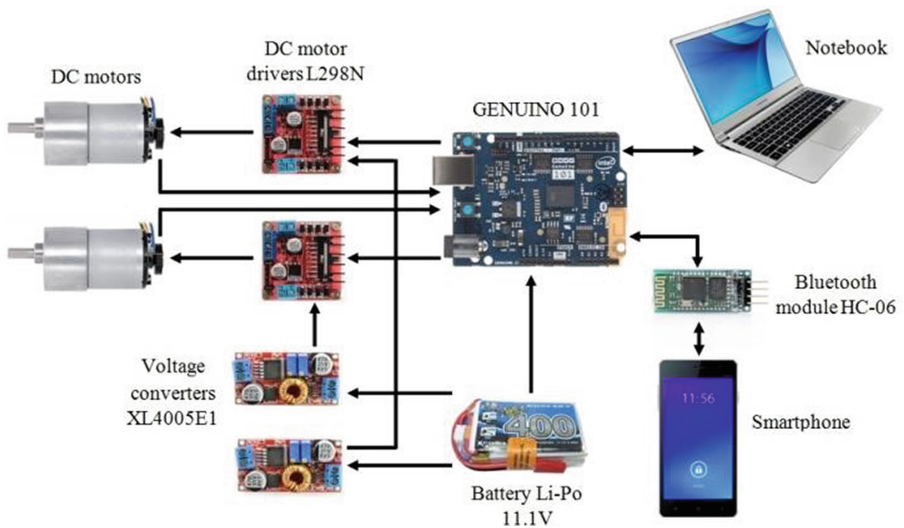 DC motors
DC motor
drivers L298N
GENUINO 101
Notebook
Bluetooth
module HC-06
Voltage
converters
XL4005E1
400
11:56
Smartphone
Battery Li-Po
11.1V